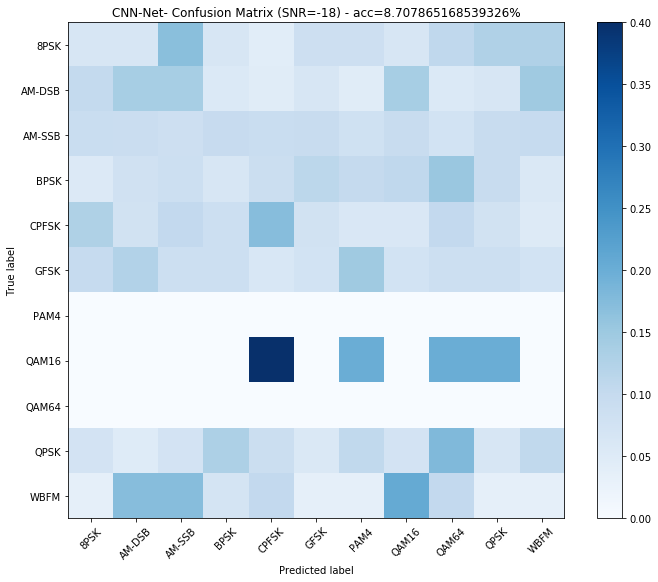 CNN-Net- Confusion Matrix (SNR=-18) - acc=8.707865168539326%
True label
8PSK
AM-DSB
AM-SSB
BPSK
CPFSK
GFSK
PAM4
QAM16
QAM64
QPSK
WBFM
8PSK
AM-DSB
AM-SSB
BPSK
CPFSK
GFSK
PAM4
QAM16
QAM64
QPSK
WBFM
Predicted label
0.40
0.35
0.30
0.25
0.20
0.15
0.10
0.05
0.00